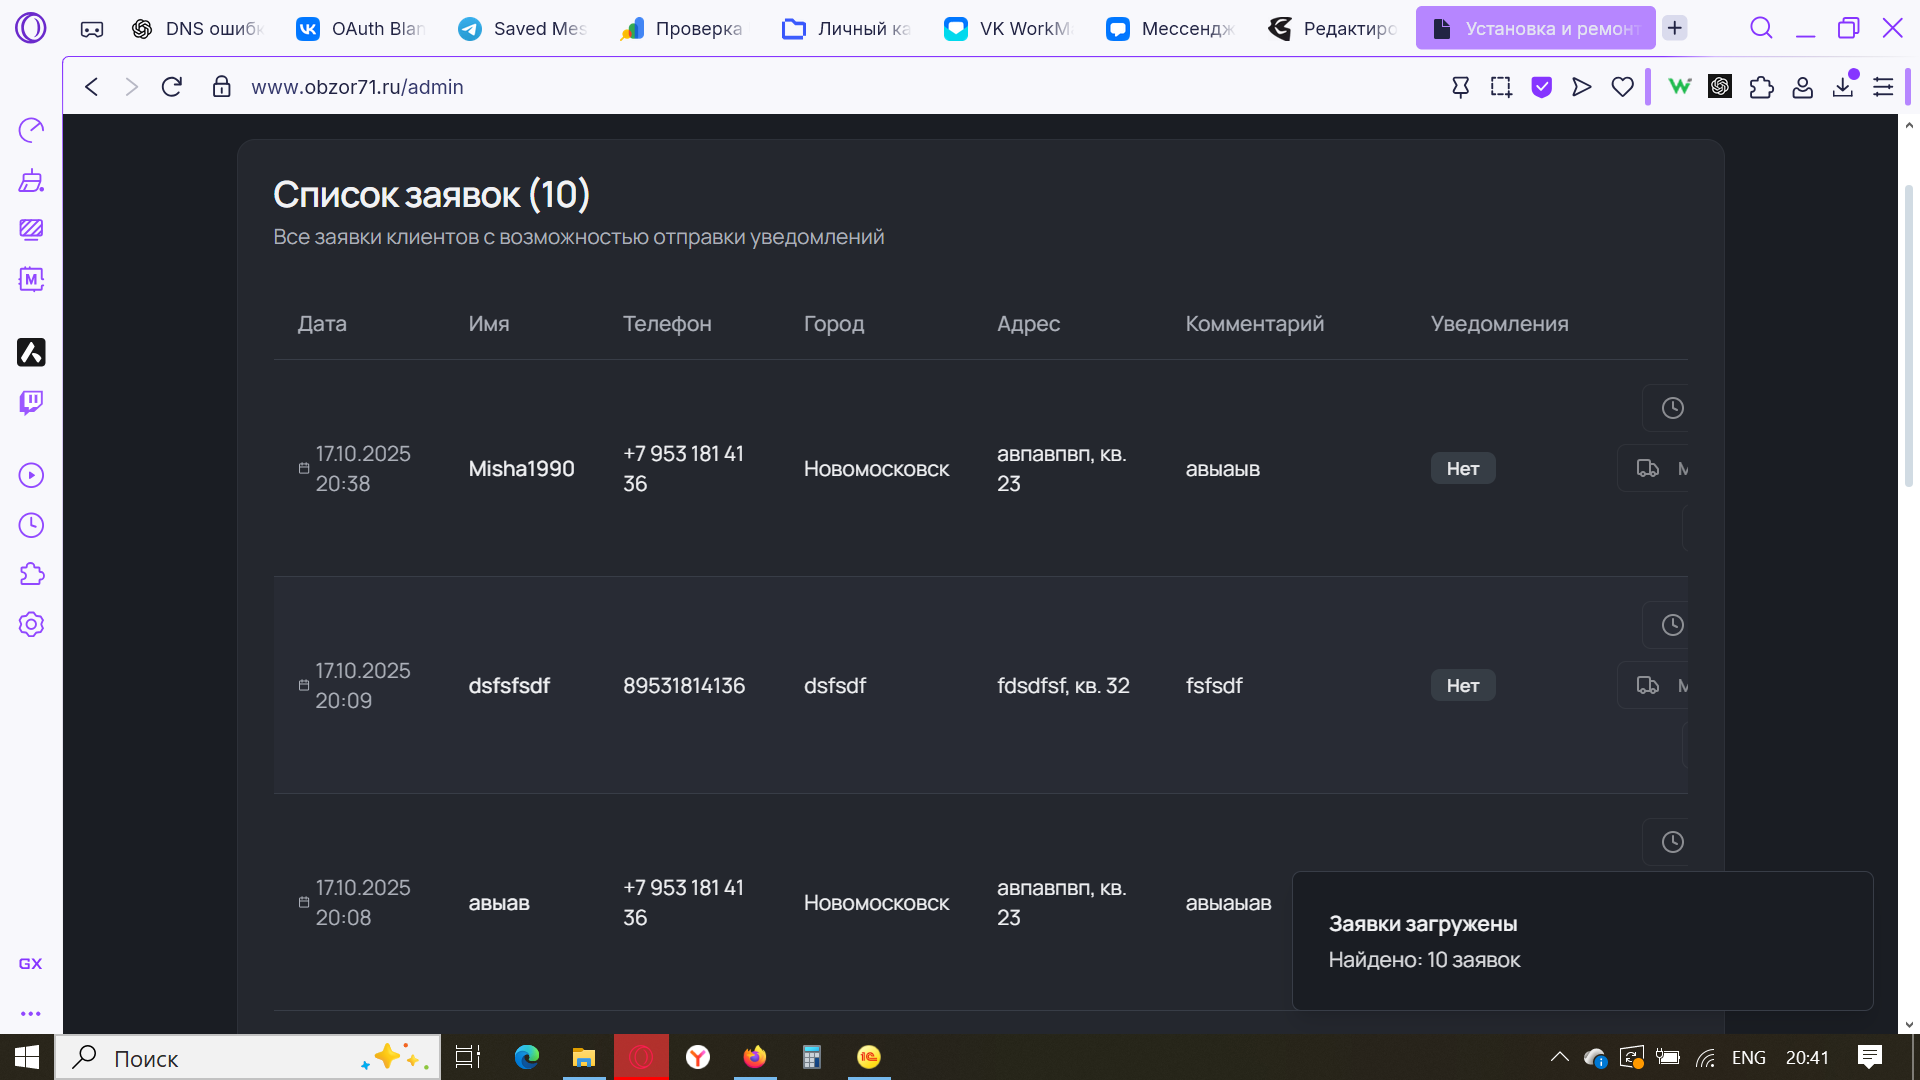 DNS ошибк
OAuth Blan
Saved Mes
Проверка
Личный ка
VK WorkMa
Мессендж
Редактиро
Установка и ремонт
www.obzor71.ru/admin
Список заявок (10)
Все заявки клиентов с возможностью отправки уведомлений
Дата Имя Телефон Город Адрес Комментарий Уведомления
17.10.2025
20:38
Misha1990
+7 953 181 41
36
Новомосковск
авпавпвп, кв.
23
авыаыв
Нет
М
17.10.2025
20:09
dsfsfsdf
89531814136
dsfsdf
fdsdfsf, кв. 32
fsfsdf
Нет
М
17.10.2025
20:08
авыав
+7 953 181 41
36
Новомосковск
авпавпвп, кв.
23
авыаыав
Заявки загружены
Найдено: 10 заявок
GX
Поиск
ENG
20:41